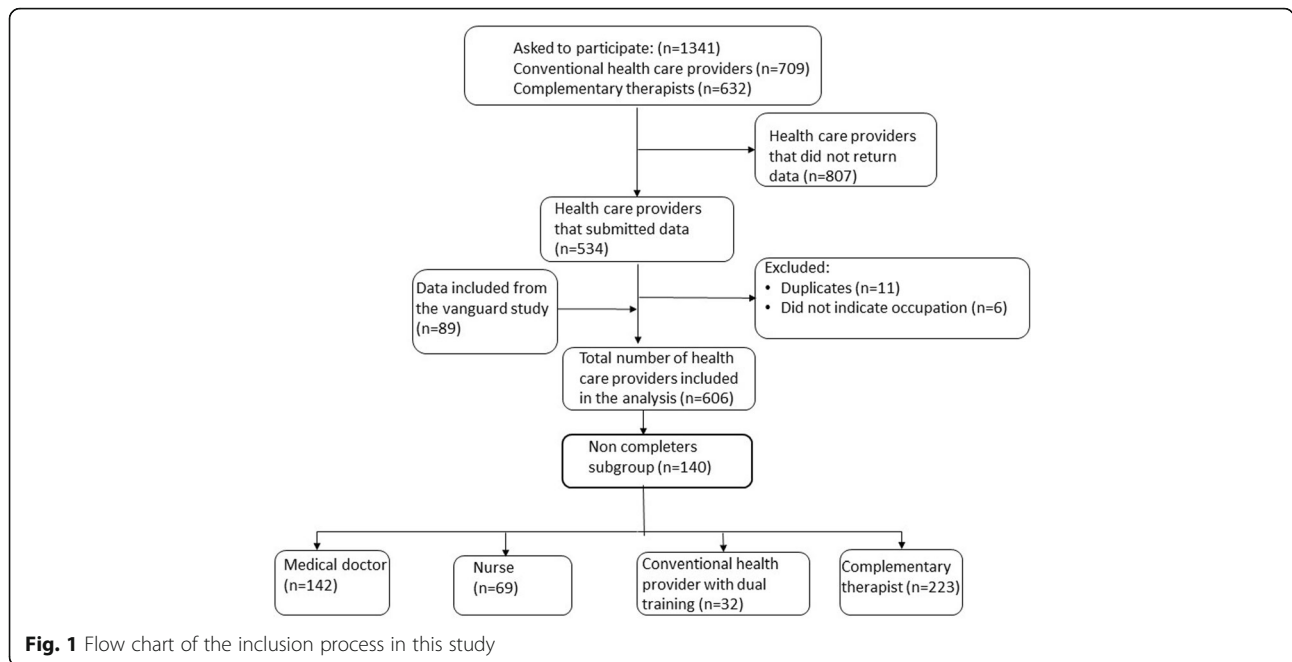 Asked to participate: (n=1341)
Conventional health care providers (n=709)
Complementary therapists (n=632)
Health care providers
that did not return
data (n=807)
Health care providers
that submitted data
(n=534)
Data included from
the vanguard study
(n=89)
Excluded:
• Duplicates (n=11)
• Did not indicate occupation (n=6)
Total number of health
care providers included
in the analysis (n=606)
Non completers
subgroup (n=140)
Medical doctor
(n=142)
Nurse
(n=69)
Conventional health
provider with dual
training (n=32)
Complementary
therapist (n=223)
Fig. 1 Flow chart of the inclusion process in this study